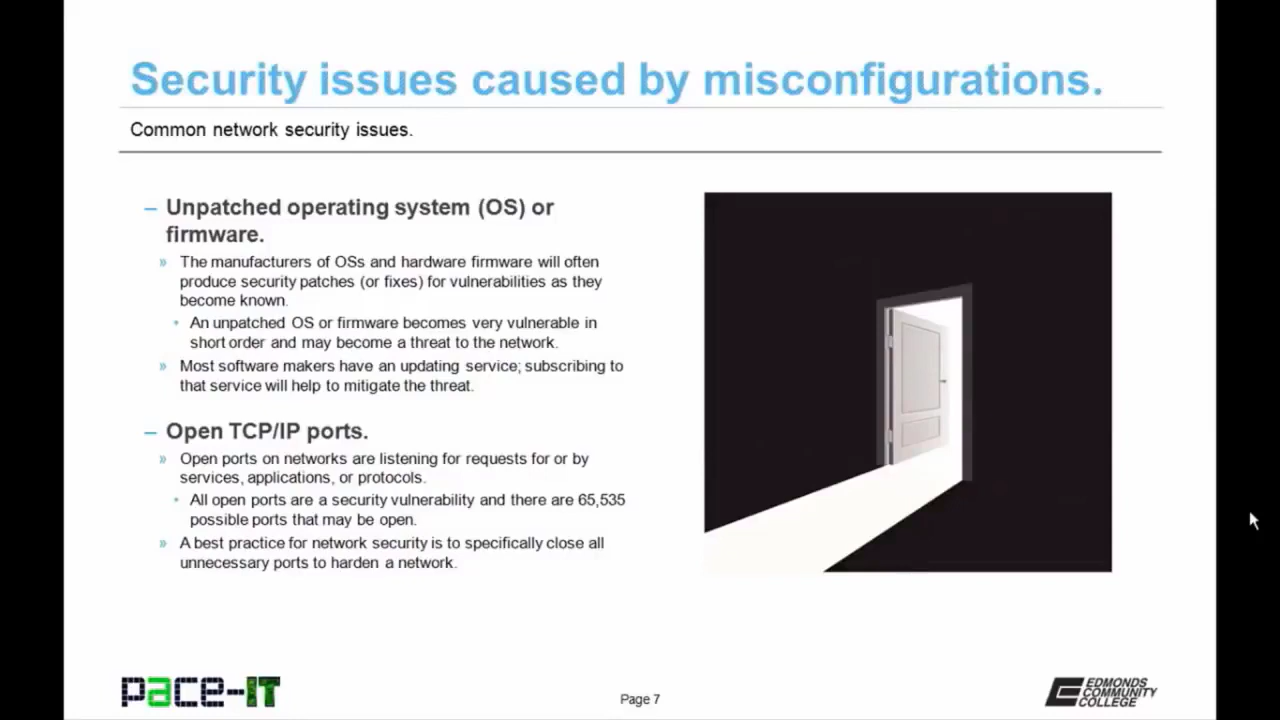 Security issues caused by misconfigurations.
Common network security issues.
– Unpatched operating system (OS) or
firmware.
» The manufacturers of OSs and hardware firmware will often
produce security patches (or fixes) for vulnerabilities as they
become known.
• An unpatched OS or firmware becomes very vulnerable in
short order and may become a threat to the network.
» Most software makers have an updating service; subscribing to
that service will help to mitigate the threat.
– Open TCP/IP ports.
» Open ports on networks are listening for requests for or by
services, applications, or protocols.
• All open ports are a security vulnerability and there are 65,535
possible ports that may be open.
» A best practice for network security is to specifically close all
unnecessary ports to harden a network.
pace-IT
Page 7
EDMONDS
COMMUNITY
COLLEGE